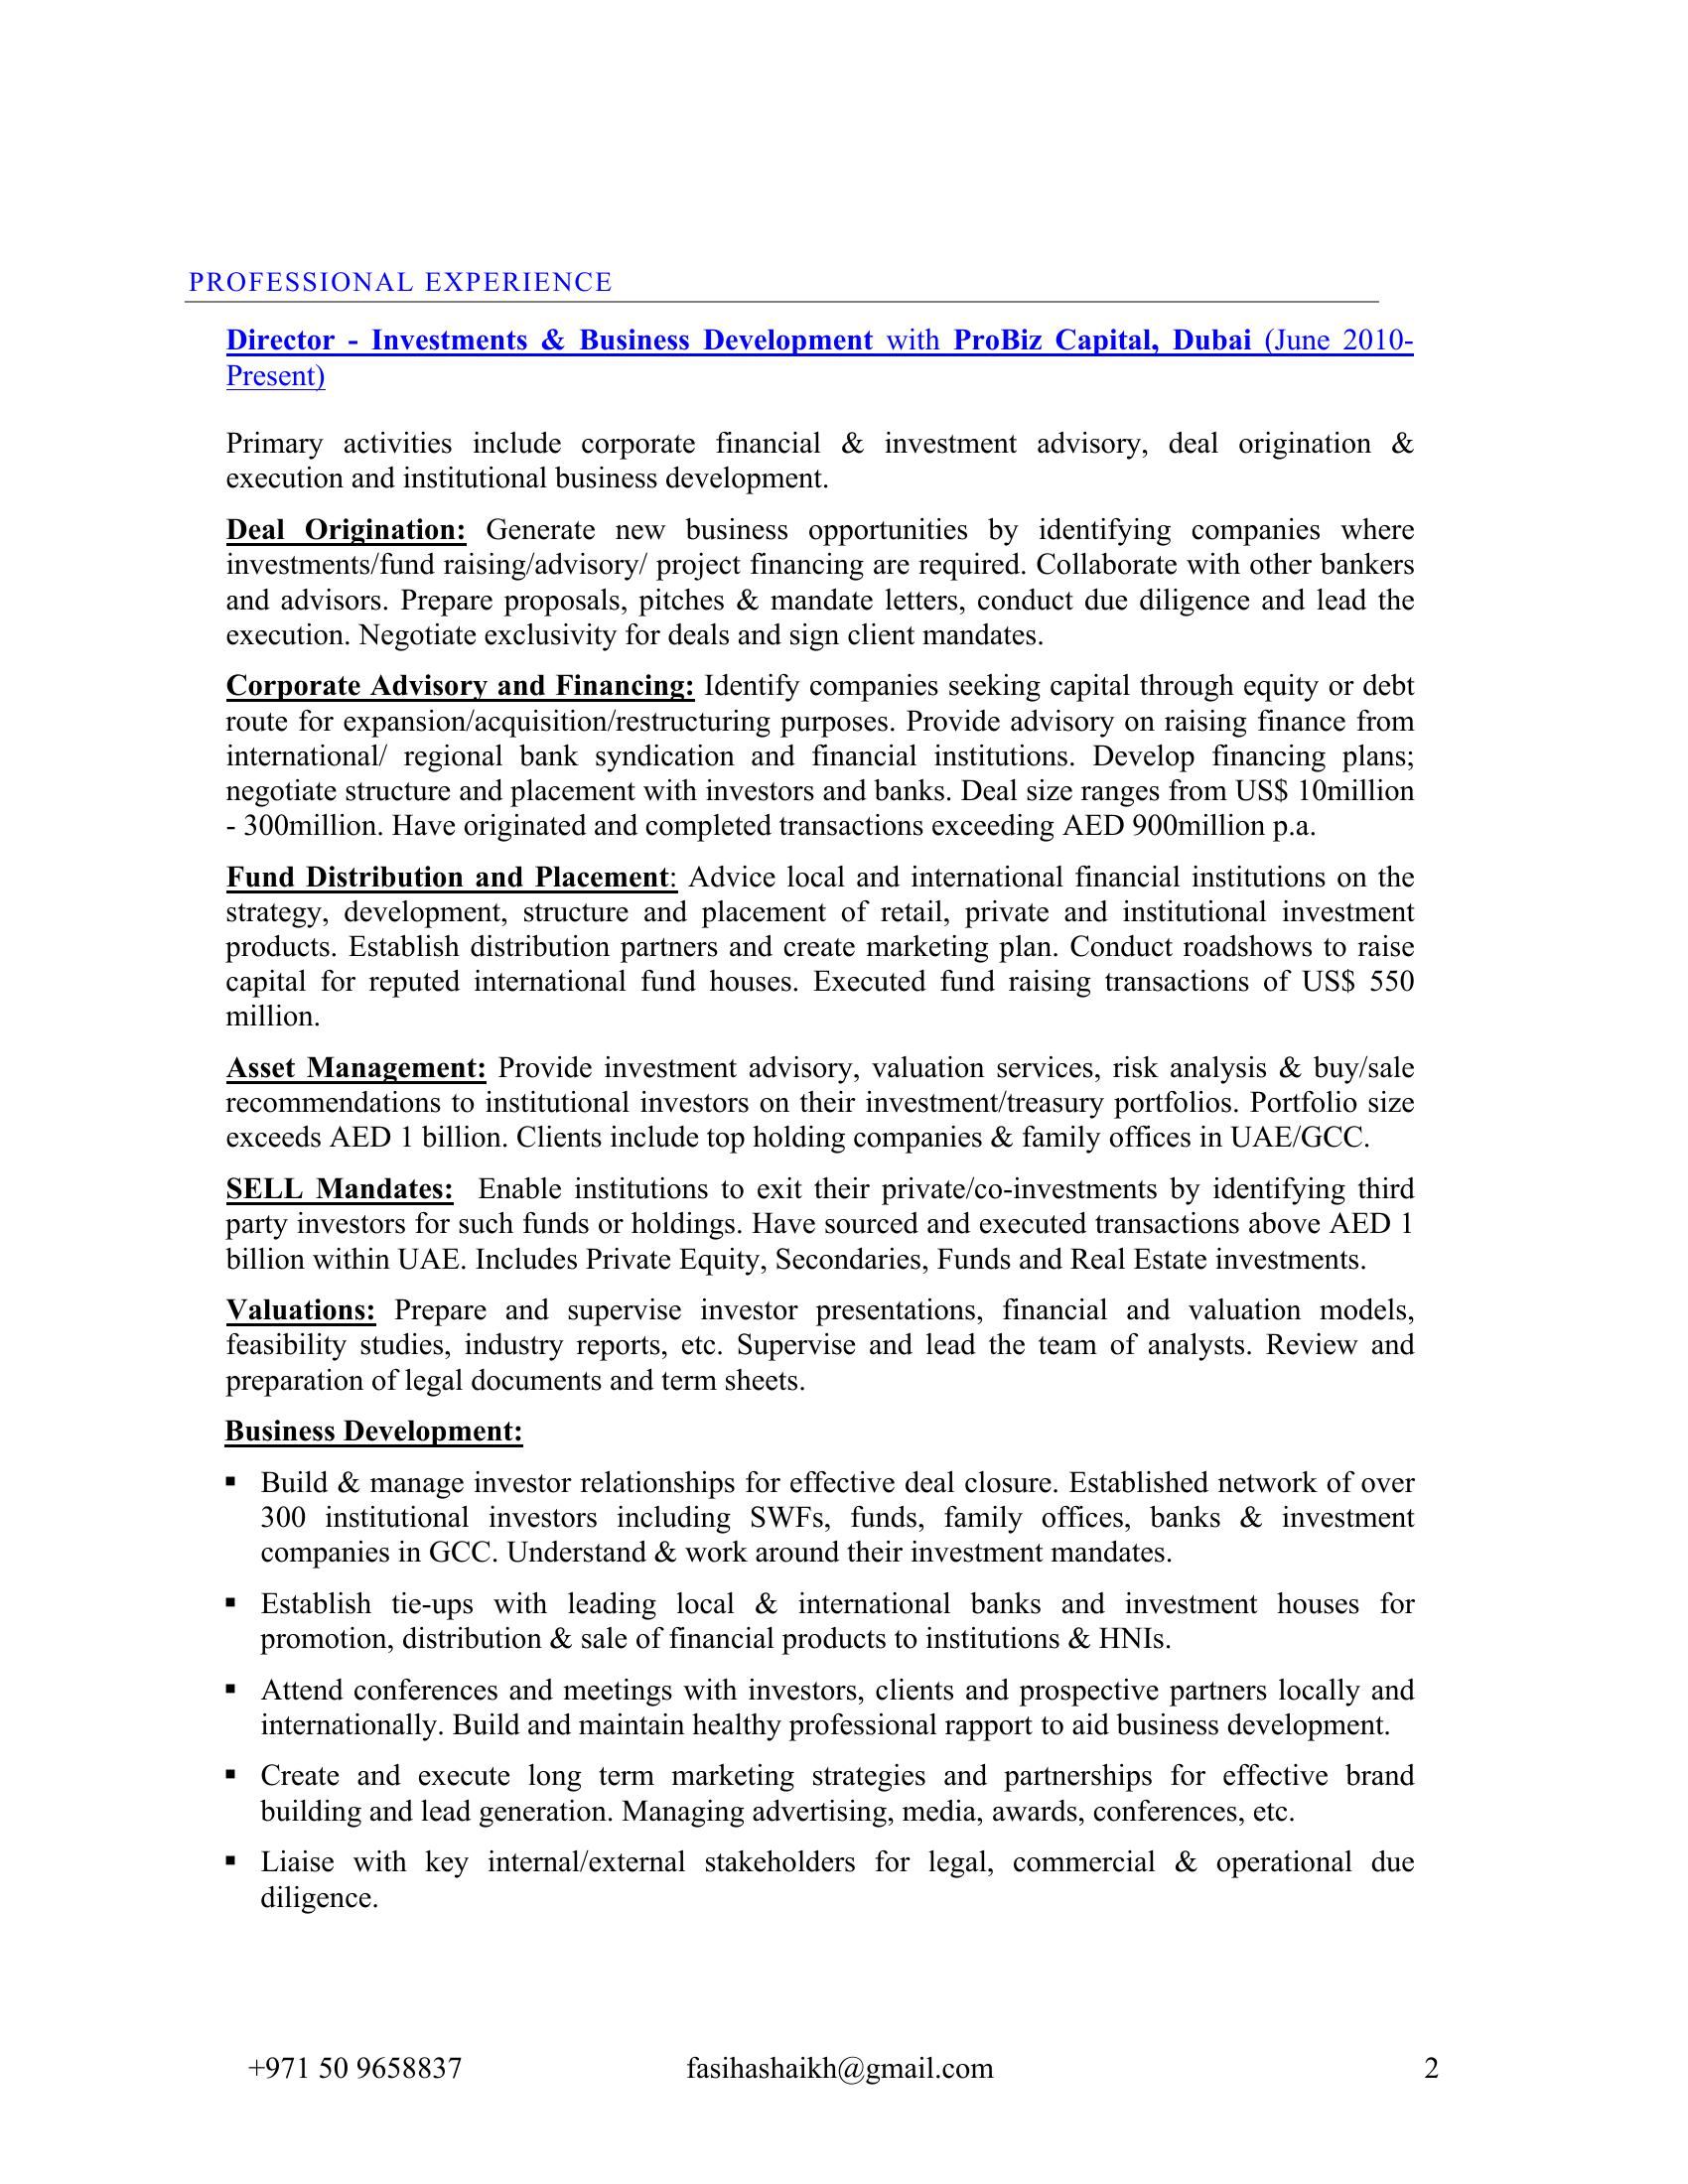 PROFESSIONAL EXPERIENCE
Director - Investments & Business Development with ProBiz Capital, Dubai (June 2010-
Present)
Primary activities include corporate financial & investment advisory, deal origination &
execution and institutional business development.
Deal Origination: Generate new business opportunities by identifying companies where
investments/fund raising/advisory/ project financing are required. Collaborate with other bankers
and advisors. Prepare proposals, pitches & mandate letters, conduct due diligence and lead the
execution. Negotiate exclusivity for deals and sign client mandates.
Corporate Advisory and Financing: Identify companies seeking capital through equity or debt
route for expansion/acquisition/restructuring purposes. Provide advisory on raising finance from
international/ regional bank syndication and financial institutions. Develop financing plans;
negotiate structure and placement with investors and banks. Deal size ranges from US$ 10million
- 300million. Have originated and completed transactions exceeding AED 900million p.a.
Fund Distribution and Placement: Advice local and international financial institutions on the
strategy, development, structure and placement of retail, private and institutional investment
products. Establish distribution partners and create marketing plan. Conduct roadshows to raise
capital for reputed international fund houses. Executed fund raising transactions of US$ 550
million.
Asset Management: Provide investment advisory, valuation services, risk analysis & buy/sale
recommendations to institutional investors on their investment/treasury portfolios. Portfolio size
exceeds AED 1 billion. Clients include top holding companies & family offices in UAE/GCC.
SELL Mandates: Enable institutions to exit their private/co-investments by identifying third
party investors for such funds or holdings. Have sourced and executed transactions above AED 1
billion within UAE. Includes Private Equity, Secondaries, Funds and Real Estate investments.
Valuations: Prepare and supervise investor presentations, financial and valuation models,
feasibility studies, industry reports, etc. Supervise and lead the team of analysts. Review and
preparation of legal documents and term sheets.
Business Development:
▪ Build & manage investor relationships for effective deal closure. Established network of over
300 institutional investors including SWFs, funds, family offices, banks & investment
companies in GCC. Understand & work around their investment mandates.
▪ Establish tie-ups with leading local & international banks and investment houses for
promotion, distribution & sale of financial products to institutions & HNIs.
▪ Attend conferences and meetings with investors, clients and prospective partners locally and
internationally. Build and maintain healthy professional rapport to aid business development.
▪ Create and execute long term marketing strategies and partnerships for effective brand
building and lead generation. Managing advertising, media, awards, conferences, etc.
▪ Liaise with key internal/external stakeholders for legal, commercial & operational due
diligence.
+971 50 9658837 fasihashaikh@gmail.com 2